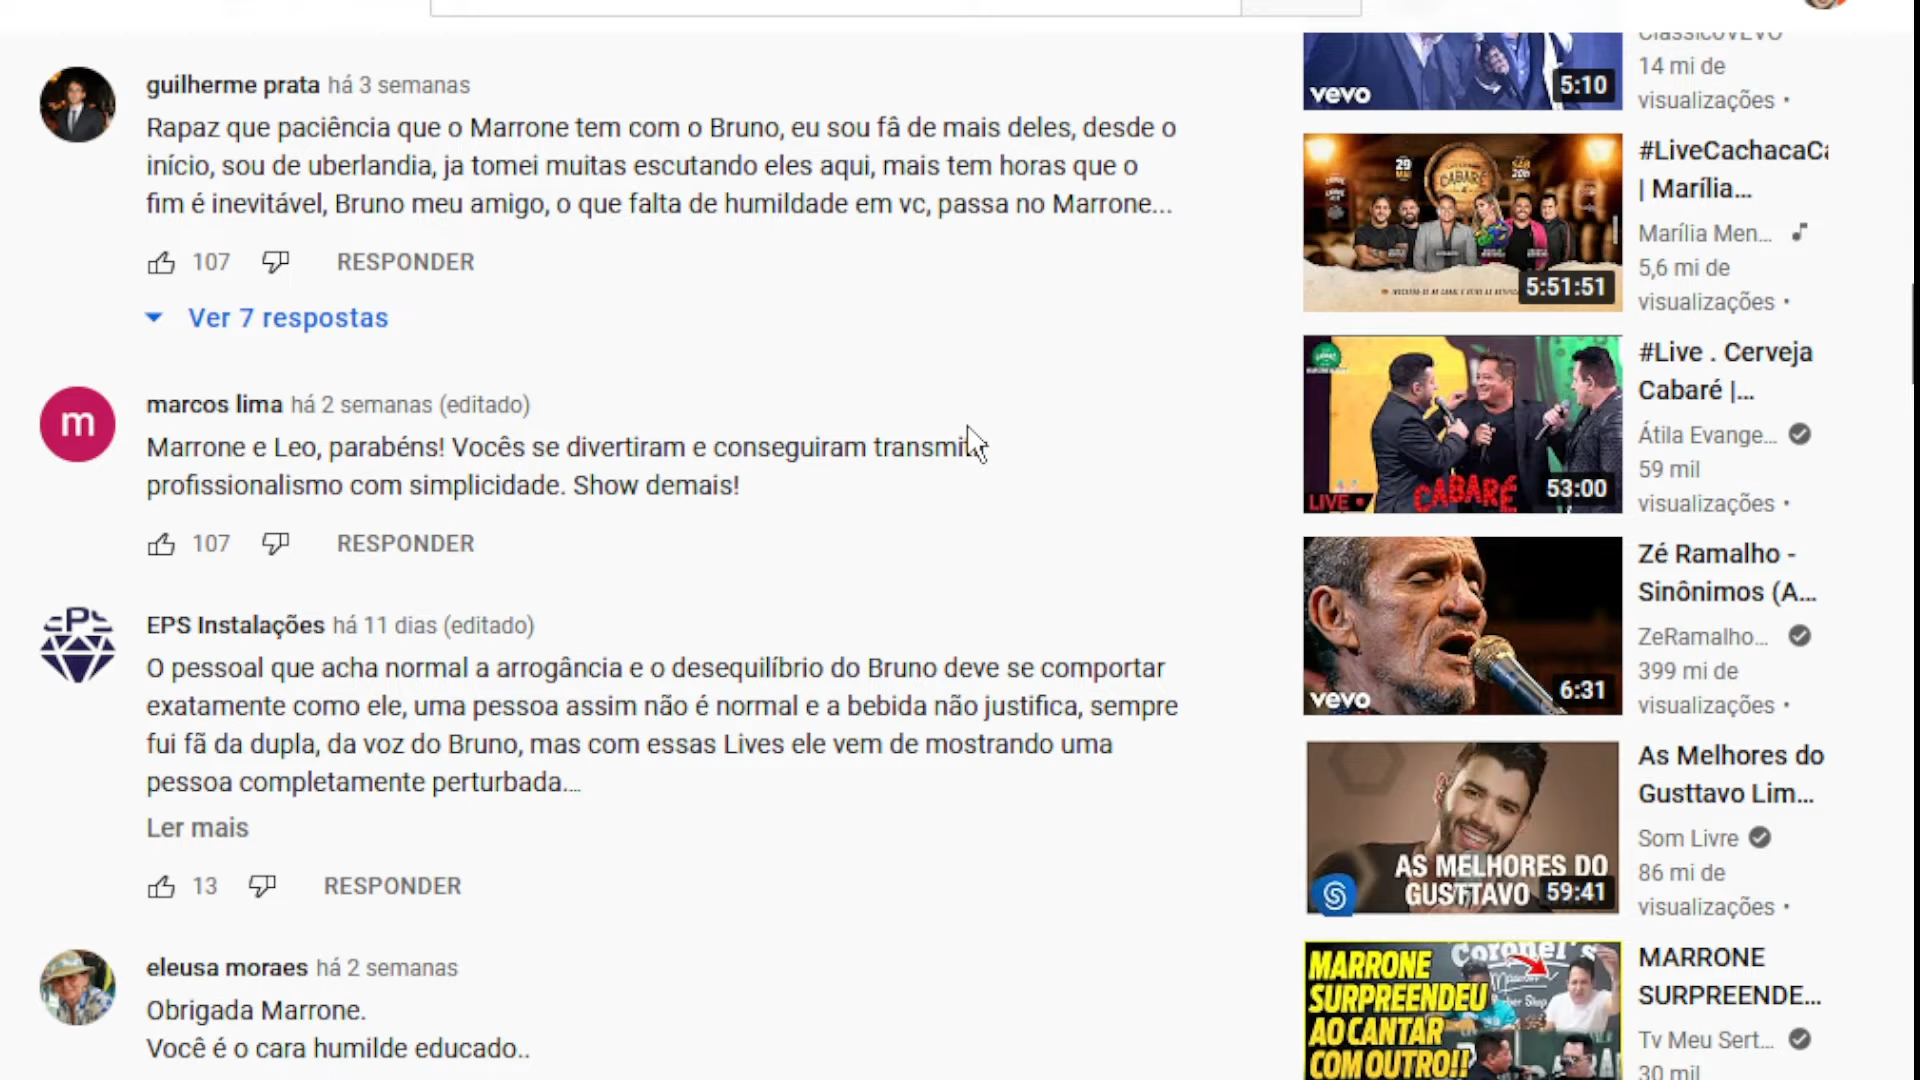 guilherme prata há 3 semanas
Rapaz que paciência que o Marrone tem com o Bruno, eu sou fâ de mais deles, desde o
início, sou de uberlandia, ja tomei muitas escutando eles aqui, mais tem horas que o
fim é inevitável, Bruno meu amigo, o que falta de humildade em vc, passa no Marrone...
107 RESPONDER
Ver 7 respostas
m
marcos lima há 2 semanas (editado)
Marrone e Leo, parabéns! Vocês se divertiram e conseguiram transmitir
profissionalismo com simplicidade. Show demais!
107 RESPONDER
EPS
EPS Instalações há 11 dias (editado)
O pessoal que acha normal a arrogância e o desequilíbrio do Bruno deve se comportar
exatamente como ele, uma pessoa assim não é normal e a bebida não justifica, sempre
fui fã da dupla, da voz do Bruno, mas com essas Lives ele vem de mostrando uma
pessoa completamente perturbada....
Ler mais
13 RESPONDER
eleusa moraes há 2 semanas
Obrigada Marrone.
Você é o cara humilde educado..
vevo
5:10
ClassicoVEVO
14 mi de
visualizações •
29
CABARÉ
20h
5:51:51
#LiveCachacaCa
| Marília...
Marília Men...
5,6 mi de
visualizações •
LIVE
CABARÉ
53:00
#Live . Cerveja
Cabaré |...
Átila Evange...
59 mil
visualizações •
vevo
6:31
Zé Ramalho -
Sinônimos (A...
ZeRamalho...
399 mi de
visualizações •
AS MELHORES DO
GUSTTAVO
59:41
As Melhores do
Gusttavo Lim...
Som Livre
86 mi de
visualizações •
Coronel's
MARRONE
SURPREENDEU
AO CANTAR
COM OUTRO!!
MARRONE
SURPREENDE...
Tv Meu Sert...
30 mil